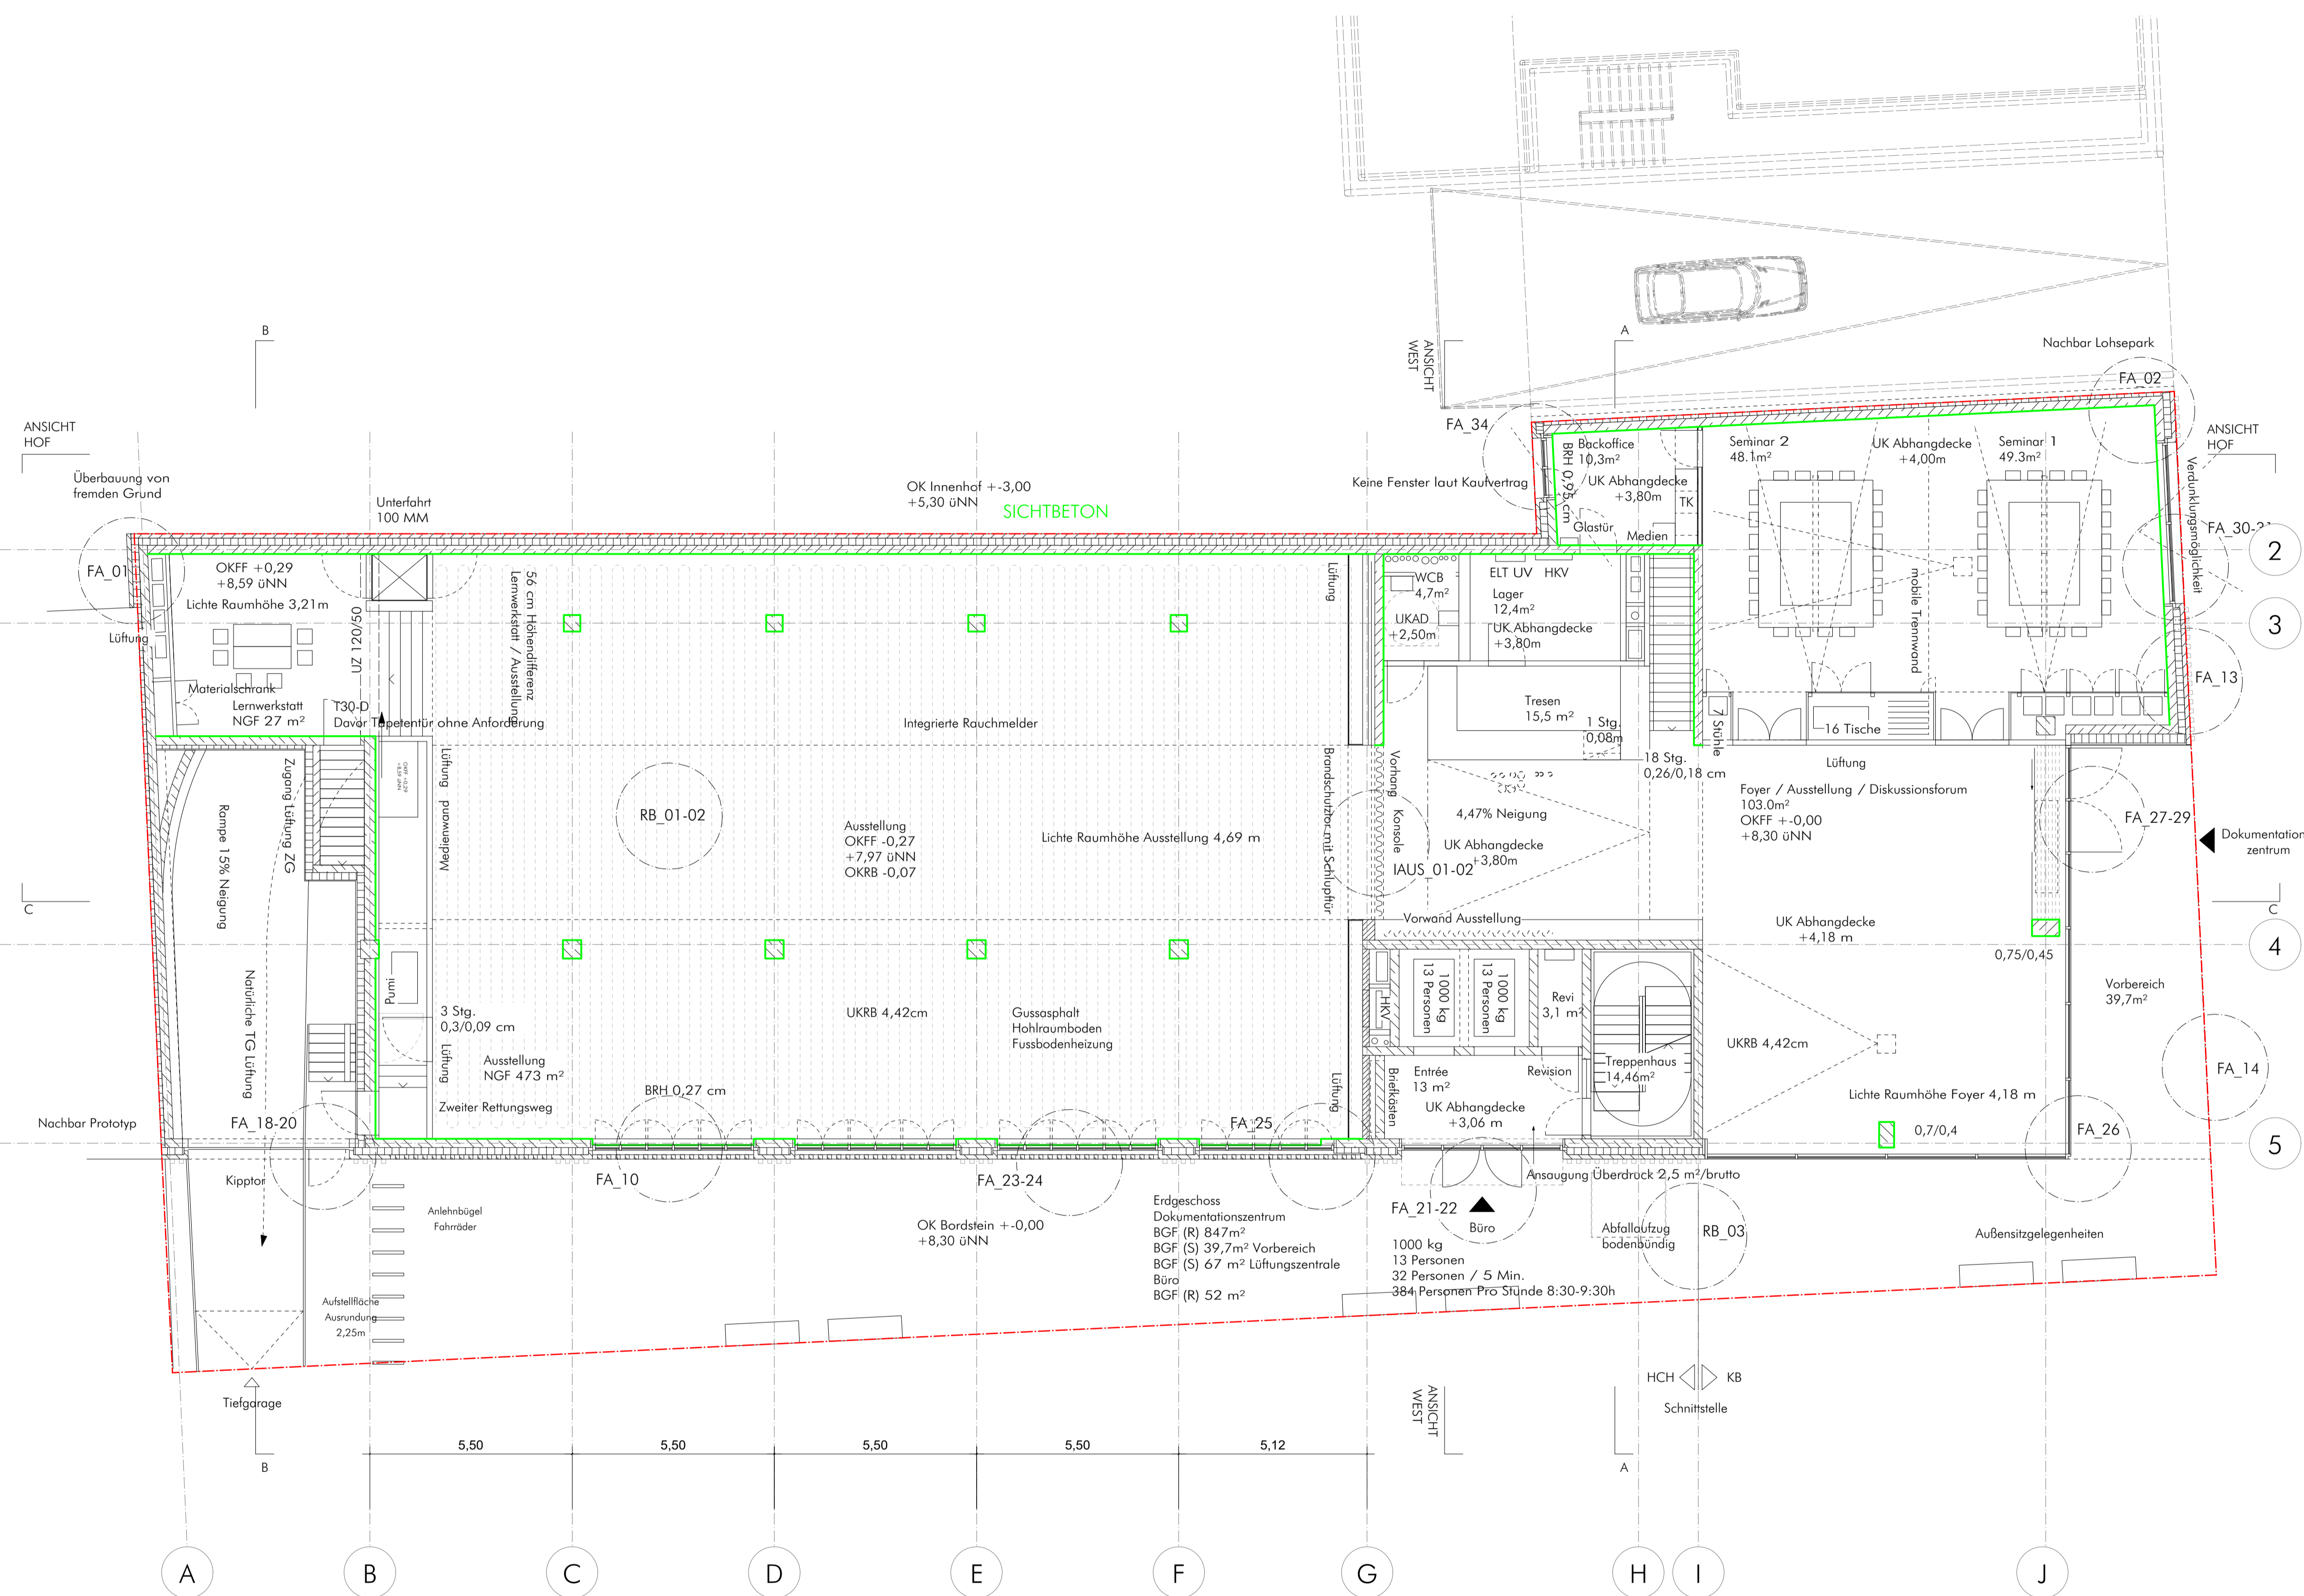 B
A
ANSICHT
WEST
Nachbar Lohsepark
FA_02
ANSICHT
HOF
FA_34
ANSICHT
HOF
Überbauung von
fremden Grund
Unterfahrt
100 MM
OK Innenhof +-3,00
+5,30 üNN
SICHTBETON
Keine Fenster laut Kaufvertrag
BRH 0,95 cm
Backoffice
10,3m²
UK Abhangdecke
+3,80m
TK
Glastür
Medien
Seminar 2
48.1m²
UK Abhangdecke
+4,00m
Seminar 1
49.3m²
Verdunklungsmöglichkeit
FA_30-31
2
FA_01
OKFF +0,29
+8,59 üNN
Lichte Raumhöhe 3,21m
Lüftung
UZ 120/50
56 cm Höhendifferenz
Lernwerkstatt / Ausstellung
Lüftung
WCB
4,7m²
UKAD
+2,50m
ELT UV
HKV
Lager
12,4m²
UK Abhangdecke
+3,80m
mobile Trennwand
3
FA_13
Materialschrank
Lernwerkstatt
NGF 27 m²
T30-D
Davor Tapetentür ohne Anforderung
Integrierte Rauchmelder
Tresen
15,5 m²
1 Stg.
0,08m
7 Stühle
16 Tische
18 Stg.
0,26/0,18 cm
Lüftung
Zugang Lüftung ZG
Rampe 15% Neigung
OKFF +0,29
+8,59 üNN
Lüftung
Medienwand
RB_01-02
Ausstellung
OKFF -0,27
+7,97 üNN
OKRB -0,07
Lichte Raumhöhe Ausstellung 4,69 m
Brandschutztor mit Schlupftür
Vorhang
Konsole
4,47% Neigung
UK Abhangdecke
+3,80m
IAUS_01-02
Foyer / Ausstellung / Diskussionsforum
103.0m²
OKFF +-0,00
+8,30 üNN
FA_27-29
Dokumentation
zentrum
C
C
Vorwand Ausstellung
UK Abhangdecke
+4,18 m
0,75/0,45
4
Natürliche TG Lüftung
Pumi
3 Stg.
0,3/0,09 cm
Lüftung
UKRB 4,42cm
Gussasphalt
Hohlraumboden
Fussbodenheizung
HKV
1000 kg
13 Personen
1000 kg
13 Personen
Revi
3,1 m²
Vorbereich
39,7m²
UKRB 4,42cm
Ausstellung
NGF 473 m²
Zweiter Rettungsweg
BRH 0,27 cm
Lüftung
Briefkästen
Entrée
13 m²
Revision
Treppenhaus
14,46m²
UK Abhangdecke
+3,06 m
Lichte Raumhöhe Foyer 4,18 m
FA_14
Nachbar Prototyp
FA_18-20
FA_25
0,7/0,4
FA_26
5
Kipptor
FA_10
FA_23-24
Ansaugung Überdruck 2,5 m²/brutto
Anlehnbügel
Fahrräder
OK Bordstein +-0,00
+8,30 üNN
Erdgeschoss
Dokumentationszentrum
BGF (R) 847m²
BGF (S) 39,7m² Vorbereich
BGF (S) 67 m² Lüftungszentrale
Büro
BGF (R) 52 m²
FA_21-22
Büro
Abfallaufzug
bodenbündig
RB_03
Außensitzgelegenheiten
1000 kg
13 Personen
32 Personen / 5 Min.
384 Personen Pro Stunde 8:30-9:30h
Aufstellfläche
Ausrundung
2,25m
Tiefgarage
HCH
KB
Schnittstelle
ANSICHT
WEST
5,50
5,50
5,50
5,50
5,12
B
A
A
B
C
D
E
F
G
H
I
J